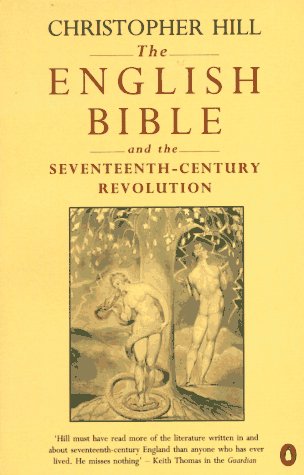 CHRISTOPHER HILL
The
ENGLISH
BIBLE
and the
SEVENTEENTH-CENTURY
REVOLUTION
'Hill must have read more of the literature written in and
about seventeenth-century England than anyone who has ever
lived. He misses nothing' – Keith Thomas in the Guardian